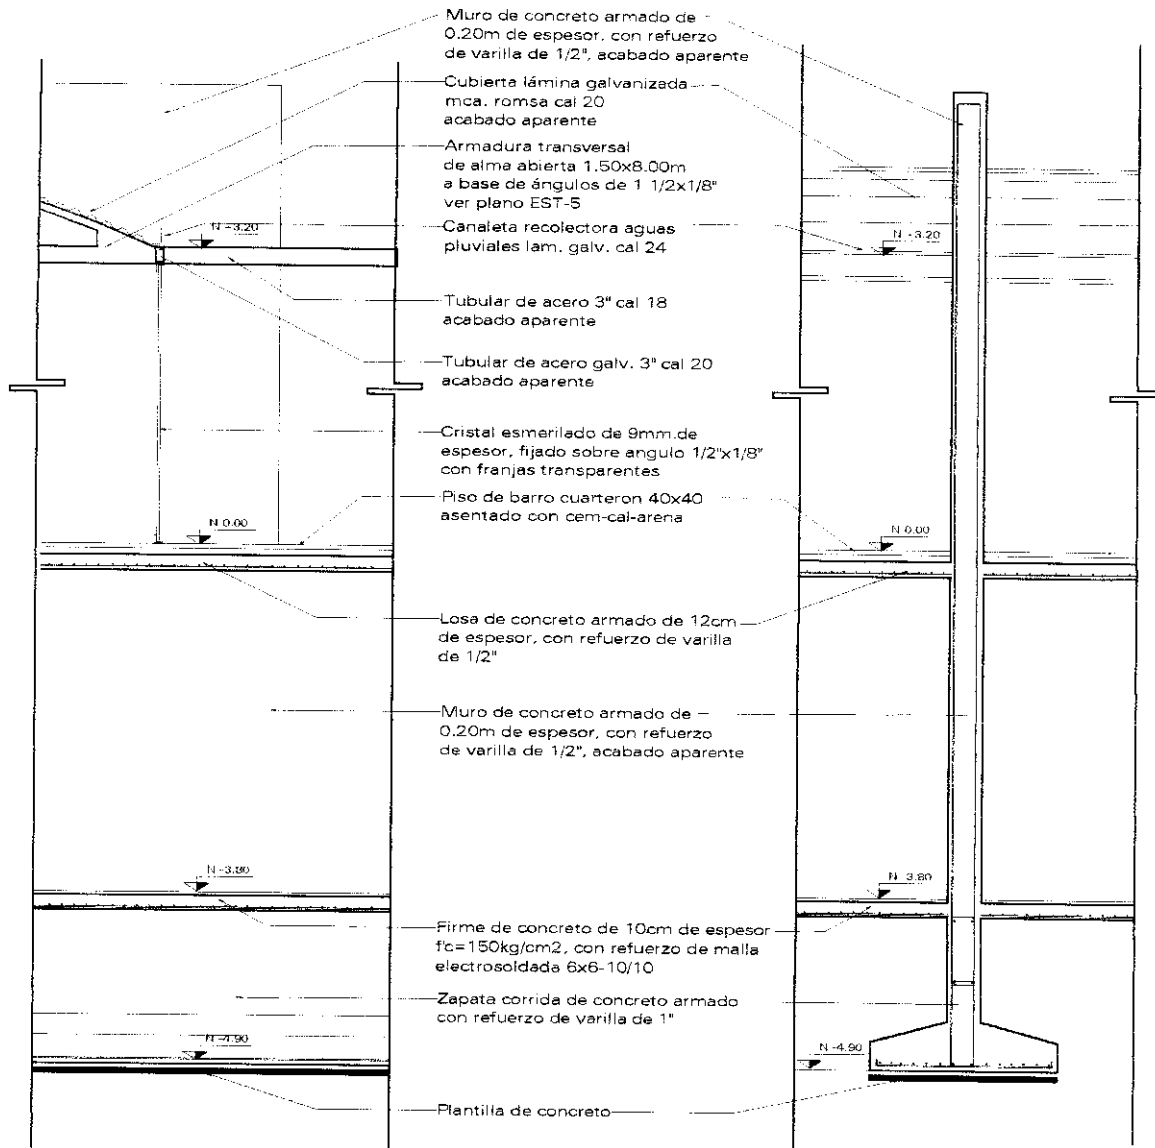 Muro de concreto armado de
0.20m de espesor, con refuerzo
de varilla de 1/2", acabado aparente
Cubierta lámina galvanizada
mca. romsa cal 20
acabado aparente
Armadura transversal
de alma abierta 1.50x8.00m
a base de ángulos de 1 1/2x1/8"
ver plano EST-5
Canaleta recolectora aguas
pluviales lam. galv. cal 24
N +3.20
N +3.20
Tubular de acero 3" cal 18
acabado aparente
Tubular de acero galv. 3" cal 20
acabado aparente
Cristal esmerilado de 9mm.de
espesor, fijado sobre angulo 1/2"x1/8"
con franjas transparentes
Piso de barro cuarteron 40x40
asentado con cem-cal-arena
N 0.00
N 0.00
Losa de concreto armado de 12cm
de espesor, con refuerzo de varilla
de 1/2"
Muro de concreto armado de
0.20m de espesor, con refuerzo
de varilla de 1/2", acabado aparente
N -3.80
N -3.80
Firme de concreto de 10cm de espesor
f'c=150kg/cm2, con refuerzo de malla
electrosoldada 6x6-10/10
Zapata corrida de concreto armado
con refuerzo de varilla de 1"
N -4.90
N -4.90
Plantilla de concreto